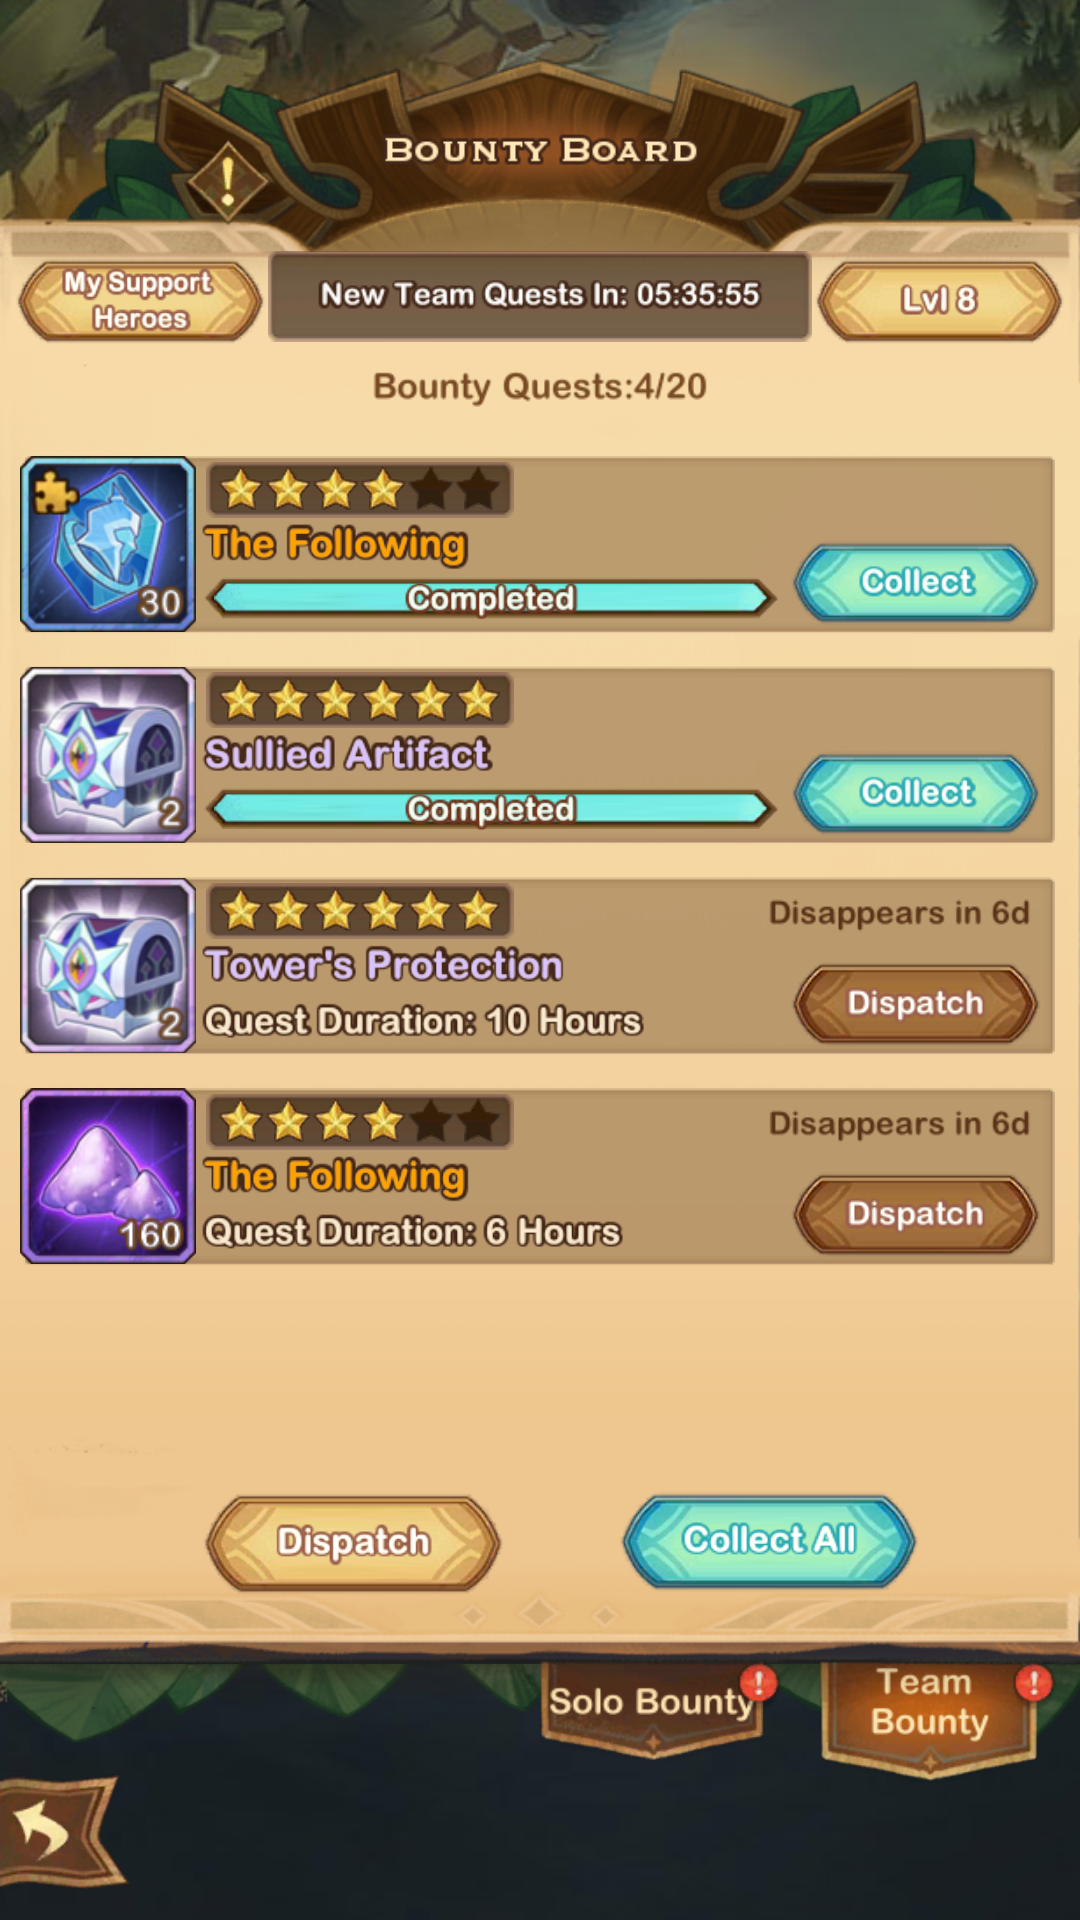 Bounty Board
My Support
Heroes
New Team Quests In: 05:35:55
Lvl 8
Bounty Quests:4/20
30
The Following
Completed
Collect
2
Sullied Artifact
Completed
Collect
2
Disappears in 6d
Tower's Protection
Quest Duration: 10 Hours
Dispatch
160
Disappears in 6d
The Following
Quest Duration: 6 Hours
Dispatch
Dispatch
Collect All
Solo Bounty
!
Team
Bounty
!